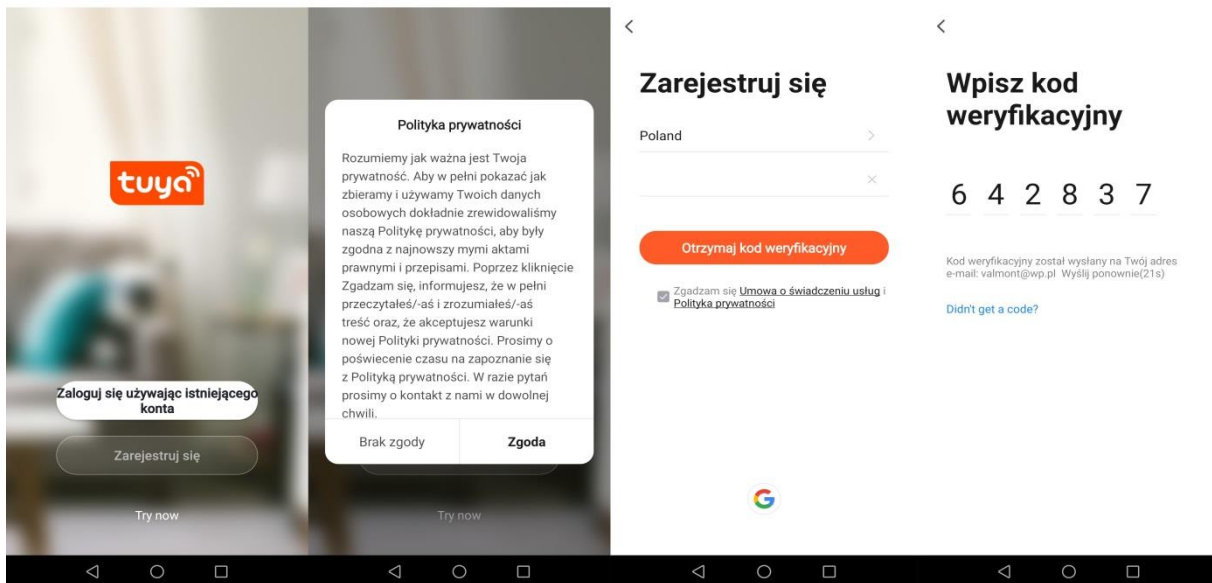 tuya
Zaloguj się używając istniejącego
konta
Zarejestruj się
Try now
Polityka prywatności
Rozumiemy jak ważna jest Twoja
prywatność. Aby w pełni pokazać jak
zbieramy i używamy Twoich danych
osobowych dokładnie zrewidowaliśmy
naszą Politykę prywatności, aby były
zgodna z najnowszy mymi aktami
prawnymi i przepisami. Poprzez kliknięcie
Zgadzam się, informujesz, że w pełni
przeczytałeś/-aś i zrozumiałeś/-aś
treść oraz, że akceptujesz warunki
nowej Polityki prywatności. Prosimy o
poświecenie czasu na zapoznanie się
z Polityką prywatności. W razie pytań
prosimy o kontakt z nami w dowolnej
chwili.
Brak zgody Zgoda
Try now
Zarejestruj się
Poland
Otrzymaj kod weryfikacyjny
Zgadzam się Umowa o świadczeniu usług i
Polityka prywatności
G
Wpisz kod
weryfikacyjny
6 4 2 8 3 7
Kod weryfikacyjny został wysłany na Twój adres
e-mail: valmont@wp.pl Wyślij ponownie(21s)
Didn't get a code?